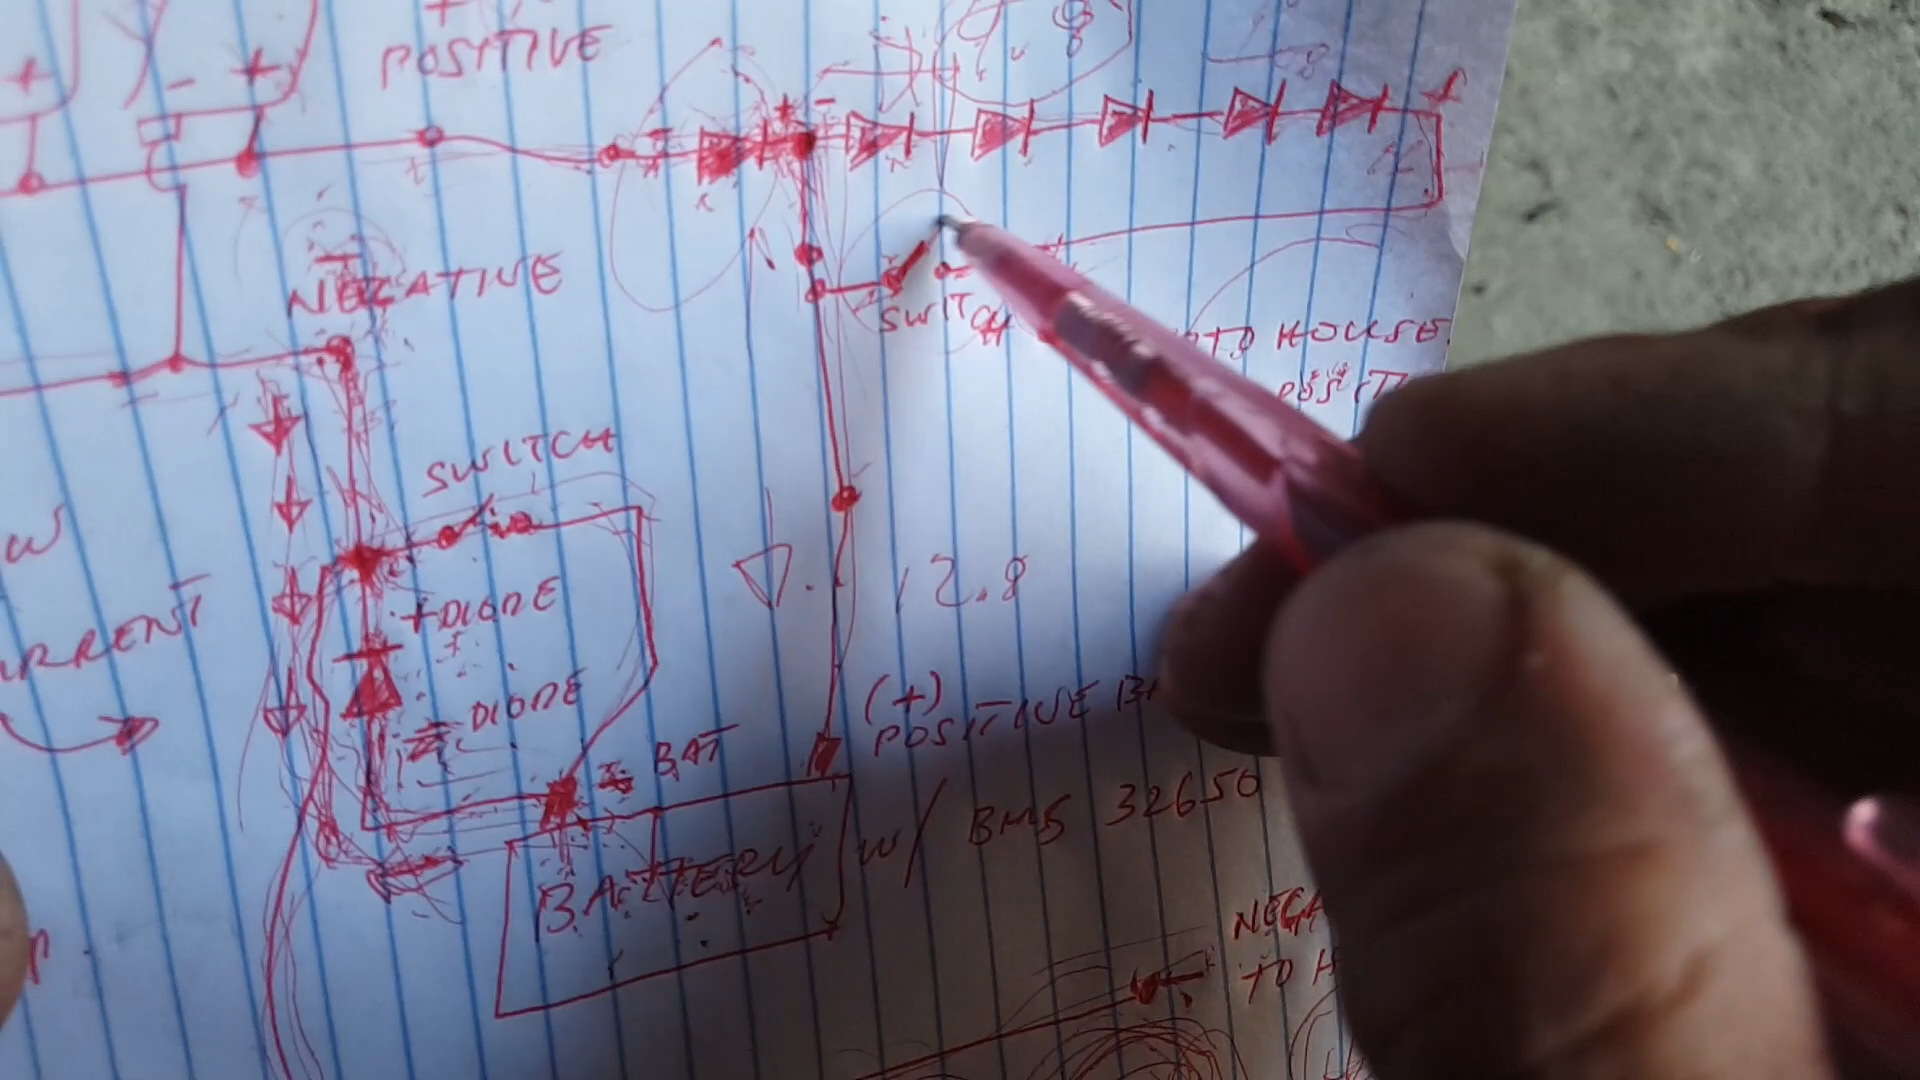 POSITIVE
NEGATIVE
SWITCH
TO HOUSE
SWITCH
12.8
+ DIODE
- DIODE
(+)
POSITIVE
BAT
BATTERY W/ BMS 32650